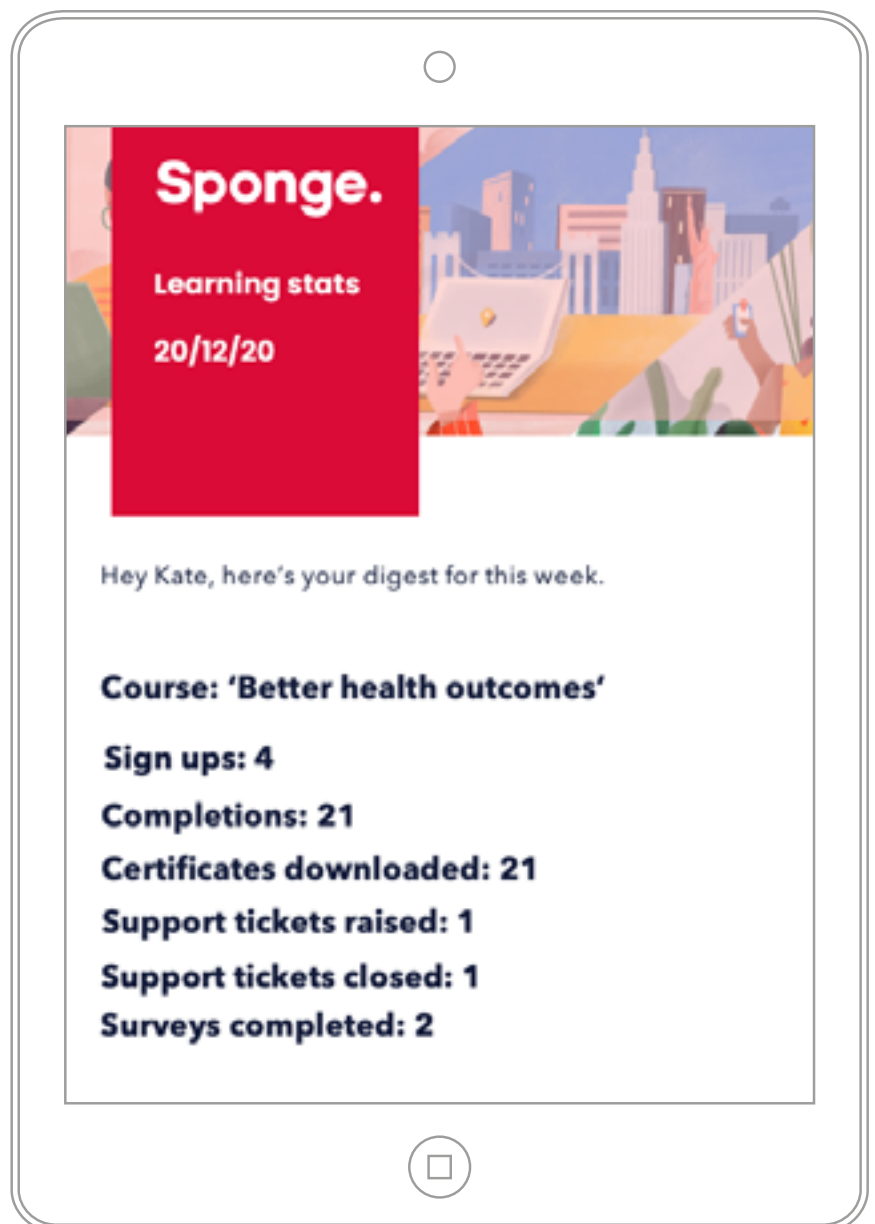 Sponge.
Learning stats
20/12/20
Hey Kate, here's your digest for this week.
Course: ‘Better health outcomes’
Sign ups: 4
Completions: 21
Certificates downloaded: 21
Support tickets raised: 1
Support tickets closed: 1
Surveys completed: 2